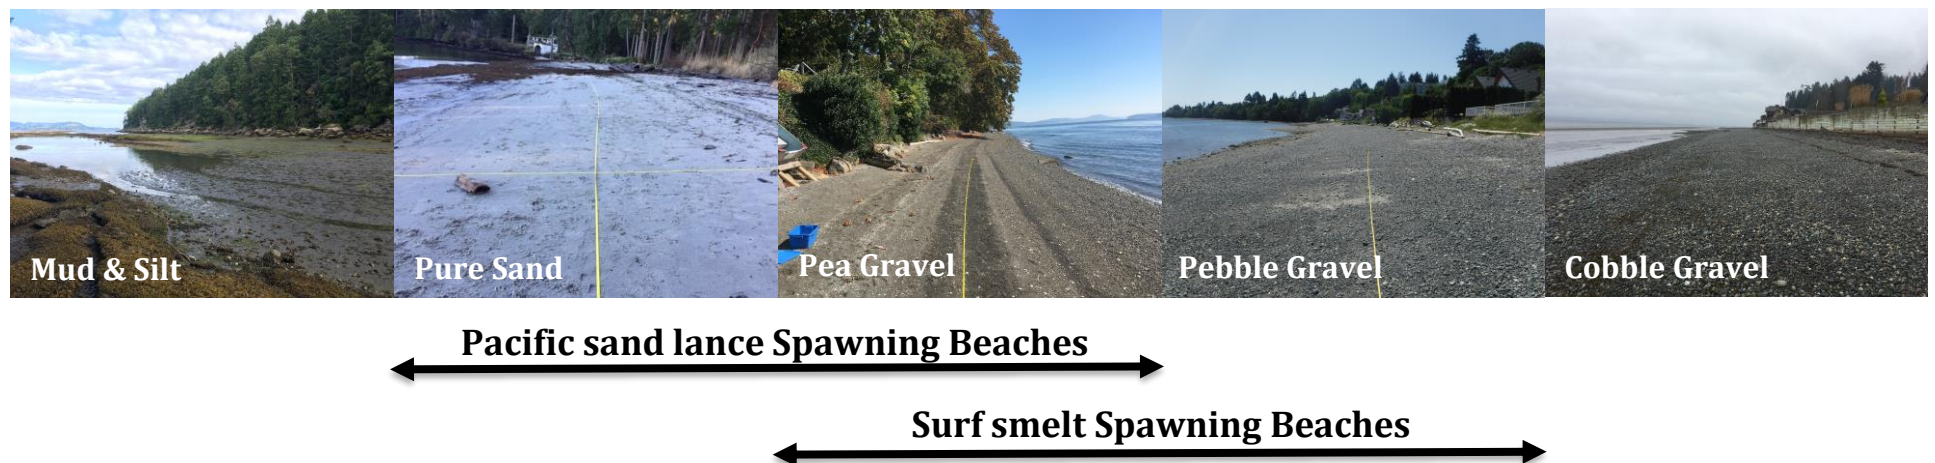 Mud & Silt
Pure Sand
Pea Gravel
Pebble Gravel
Cobble Gravel
Pacific sand lance Spawning Beaches
Surf smelt Spawning Beaches